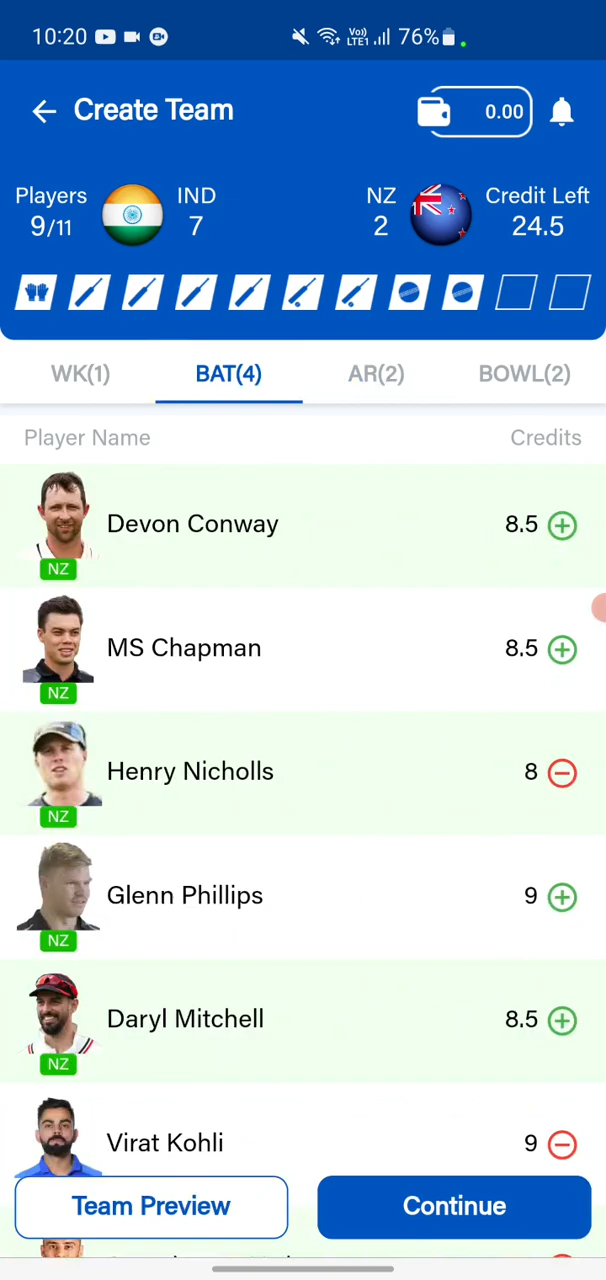 10:20 Vo)) LTE1 76%
Create Team 0.00
Players IND NZ Credit Left
9/11 7 2 24.5
WK(1) BAT(4) AR(2) BOWL(2)
Player Name Credits
Devon Conway 8.5
NZ
MS Chapman 8.5
NZ
Henry Nicholls 8
NZ
Glenn Phillips 9
NZ
Daryl Mitchell 8.5
NZ
Virat Kohli 9
Team Preview Continue